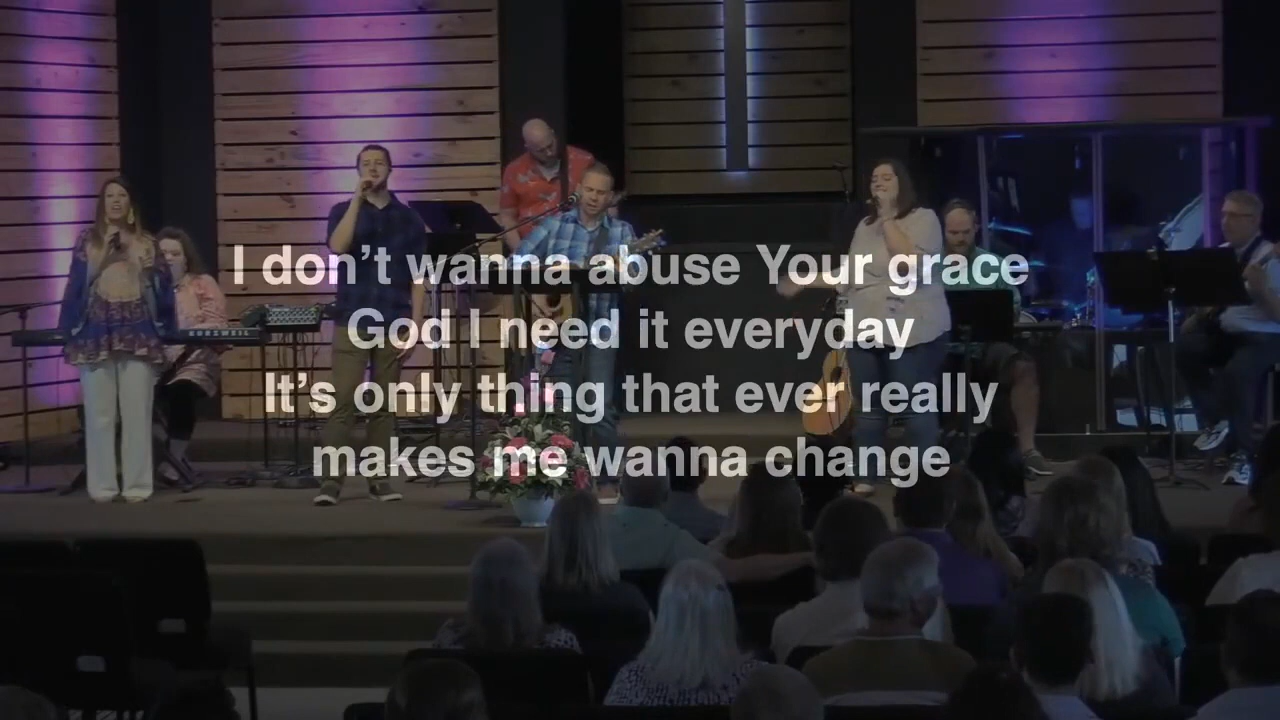 I don’t wanna abuse Your grace
God I need it everyday
It’s only thing that ever really
makes me wanna change
KURZWEIL